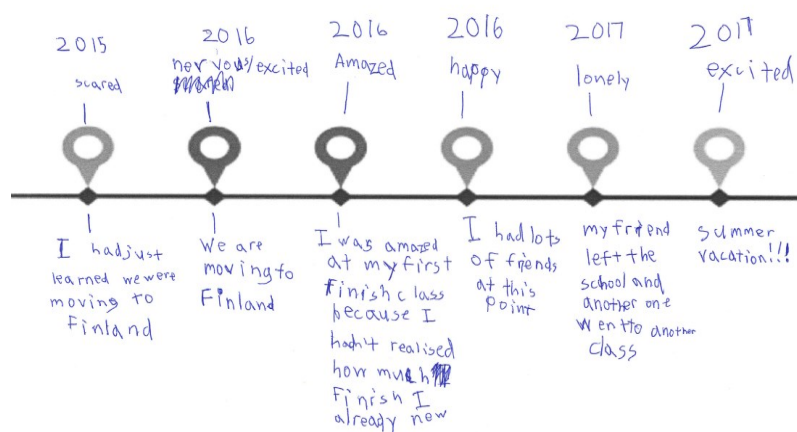 2015
scared
I had just
learned we were
moving to
Finland
2016
nervous/excited
we are
moving to
Finland
2016
Amazed
I was amazed
at my first
Finish class
because I
hadn't realised
how much
Finish I
already new
2016
happy
I had lots
of friends
at this
point
2017
lonely
my friend
left the
school and
another one
went to another
class
2017
excited
summer
vacation!!!